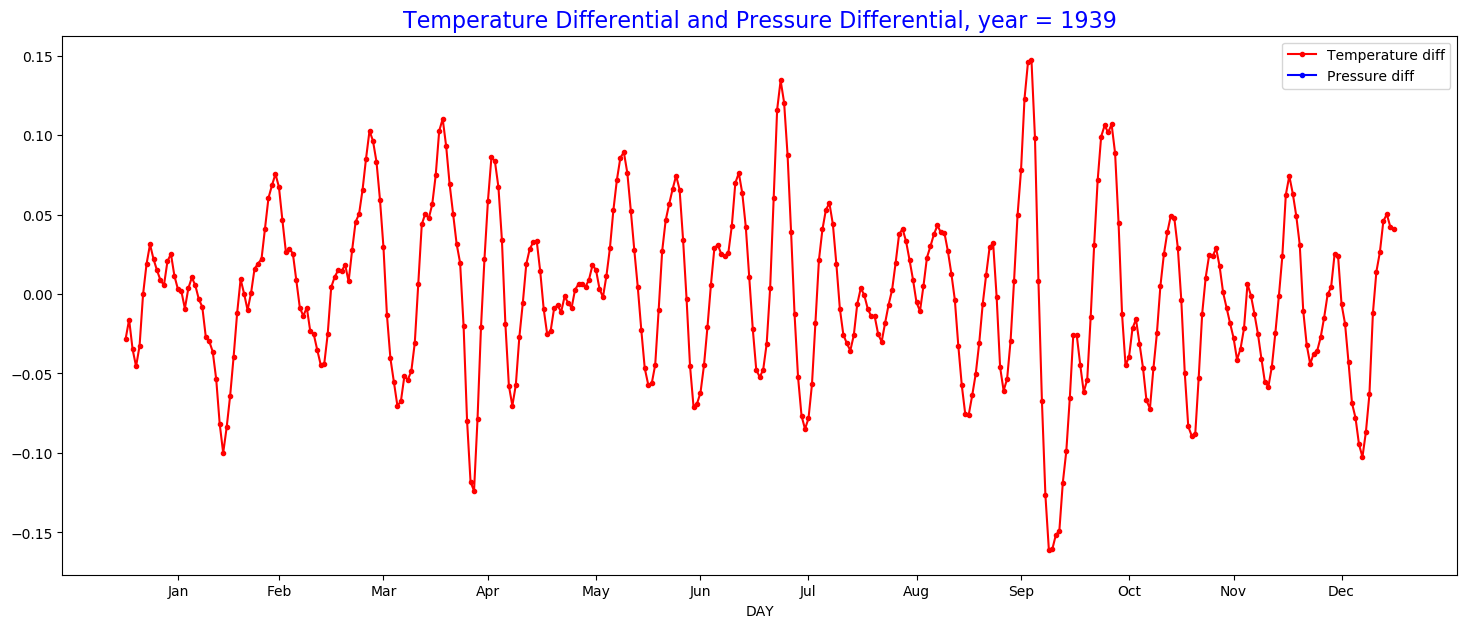 Temperature Differential and Pressure Differential, year = 1939
Temperature diff
Pressure diff
0.15
0.10
0.05
0.00
−0.05
−0.10
−0.15
Jan Feb Mar Apr May Jun Jul Aug Sep Oct Nov Dec
DAY